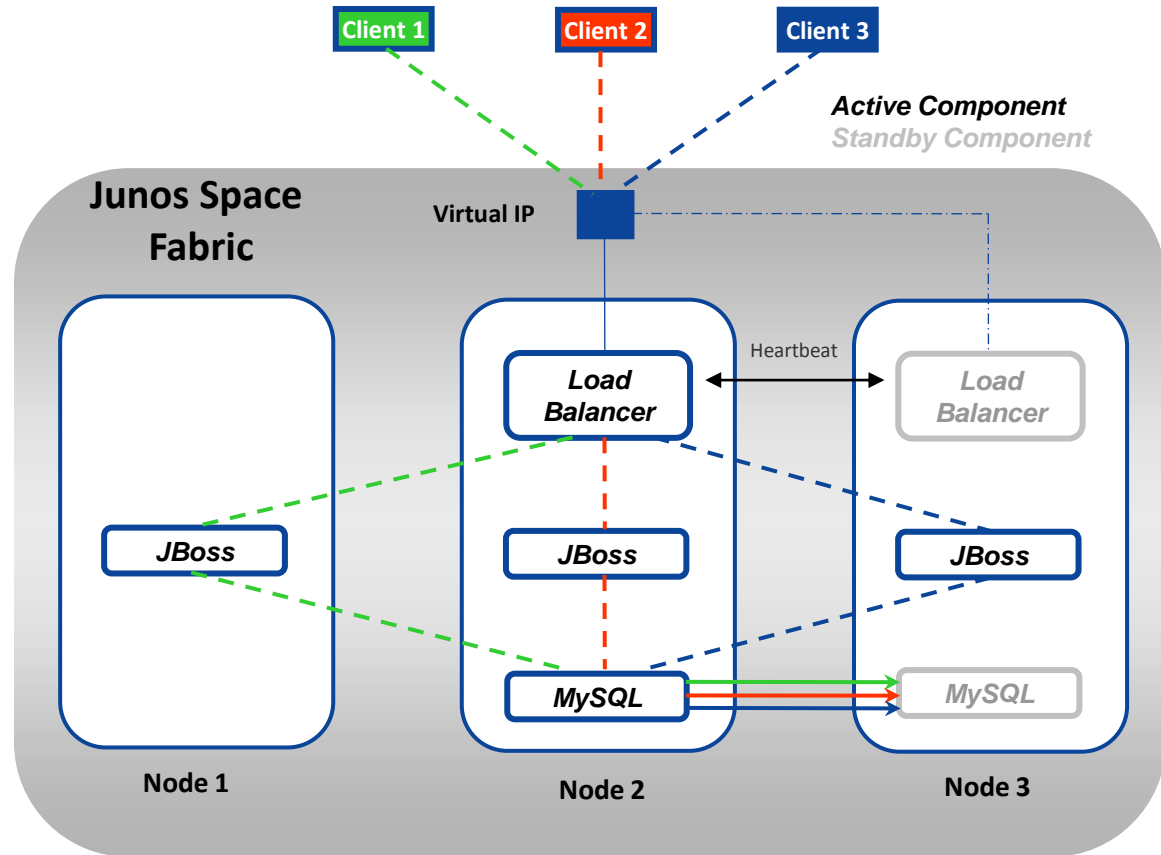 Client 1
Client 2
Client 3
Active Component
Standby Component
Junos Space
Fabric
Virtual IP
Heartbeat
Load
Balancer
Load
Balancer
JBoss
JBoss
JBoss
MySQL
MySQL
Node 1
Node 2
Node 3